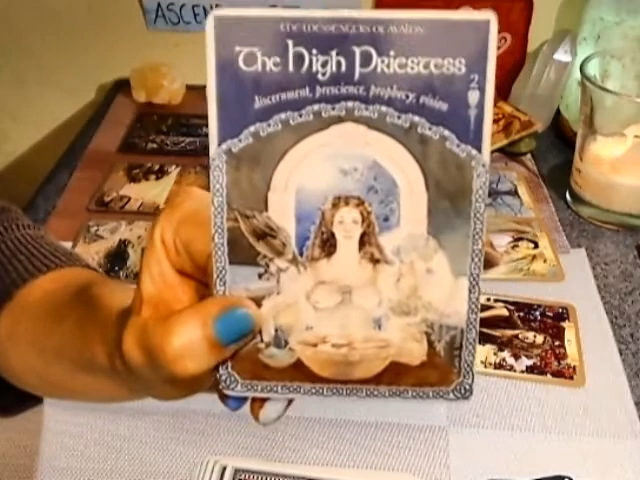 ASCEN
THE MESSENGERS OF AVALON
The High Priestess
2
discernment, prescience, prophecy, vision